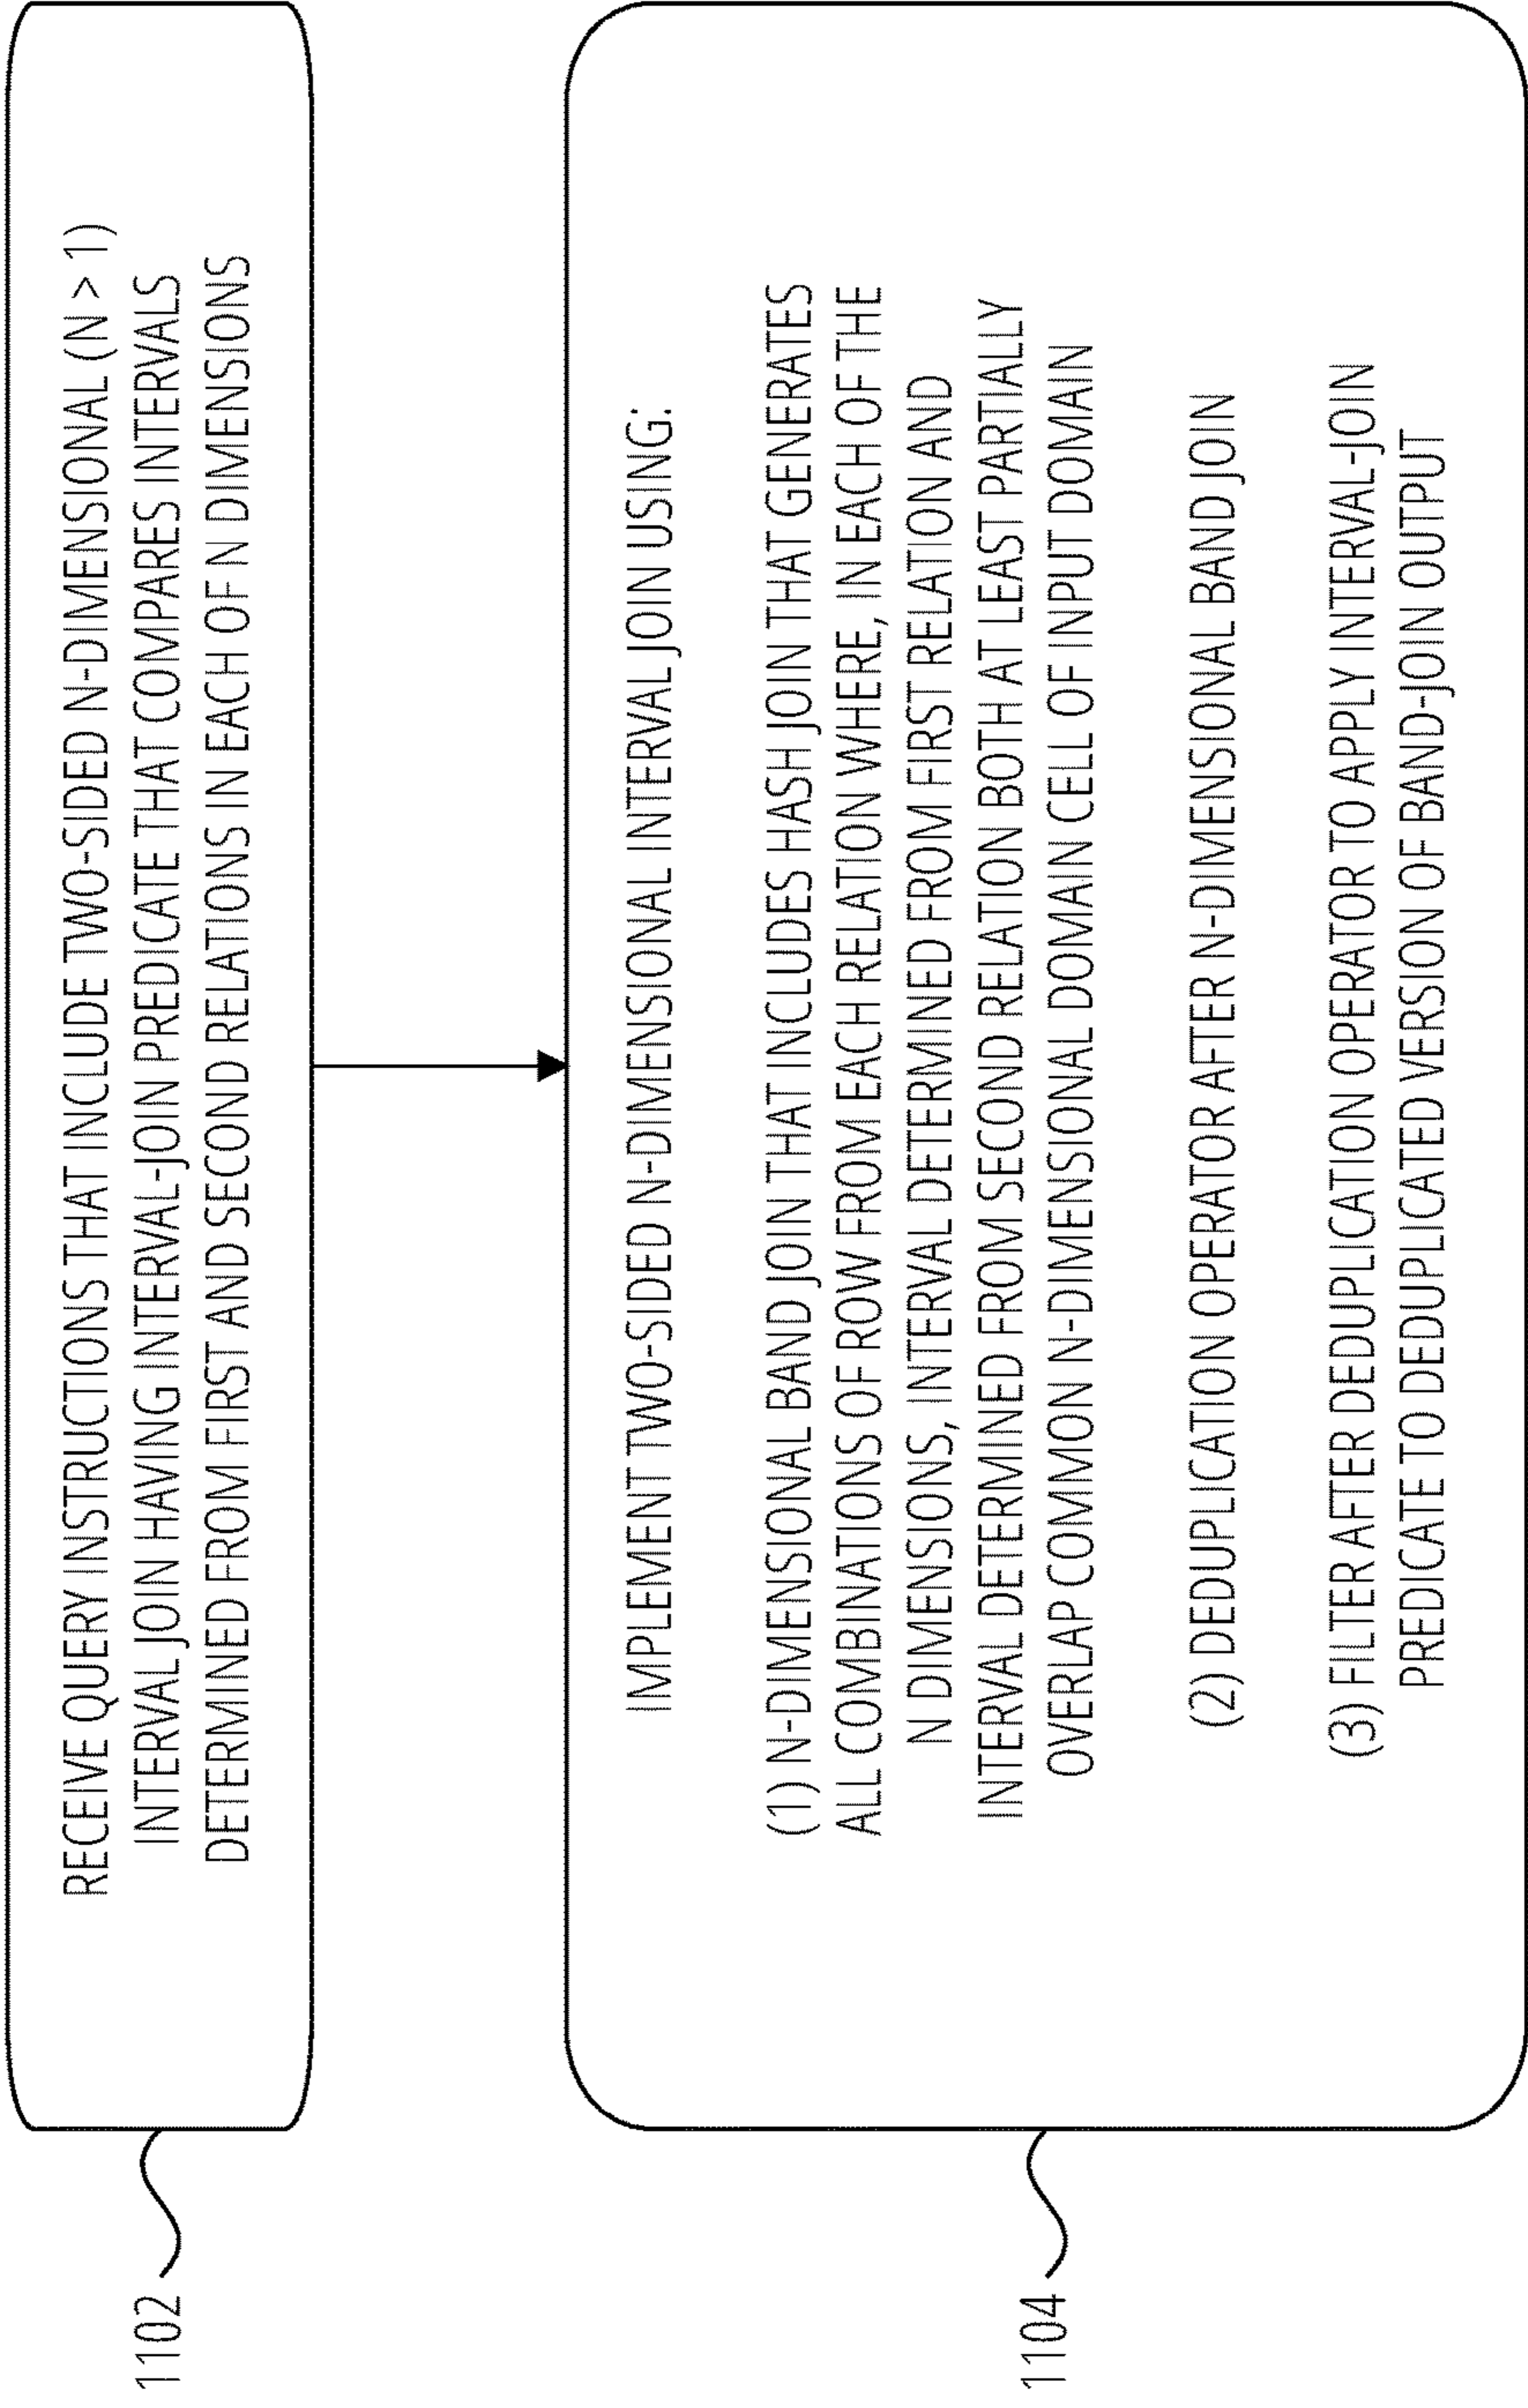 RECEIVE QUERY INSTRUCTIONS THAT INCLUDE TWO-SIDED N-DIMENSIONAL (N > 1)
INTERVAL JOIN HAVING INTERVAL-JOIN PREDICATE THAT COMPARES INTERVALS
DETERMINED FROM FIRST AND SECOND RELATIONS IN EACH OF N DIMENSIONS
1102
IMPLEMENT TWO-SIDED N-DIMENSIONAL INTERVAL JOIN USING:
(1) N-DIMENSIONAL BAND JOIN THAT INCLUDES HASH JOIN THAT GENERATES
ALL COMBINATIONS OF ROW FROM EACH RELATION WHERE, IN EACH OF THE
N DIMENSIONS, INTERVAL DETERMINED FROM FIRST RELATION AND
INTERVAL DETERMINED FROM SECOND RELATION BOTH AT LEAST PARTIALLY
OVERLAP COMMON N-DIMENSIONAL DOMAIN CELL OF INPUT DOMAIN
(2) DEDUPLICATION OPERATOR AFTER N-DIMENSIONAL BAND JOIN
(3) FILTER AFTER DEDUPLICATION OPERATOR TO APPLY INTERVAL-JOIN
PREDICATE TO DEDUPLICATED VERSION OF BAND-JOIN OUTPUT
1104